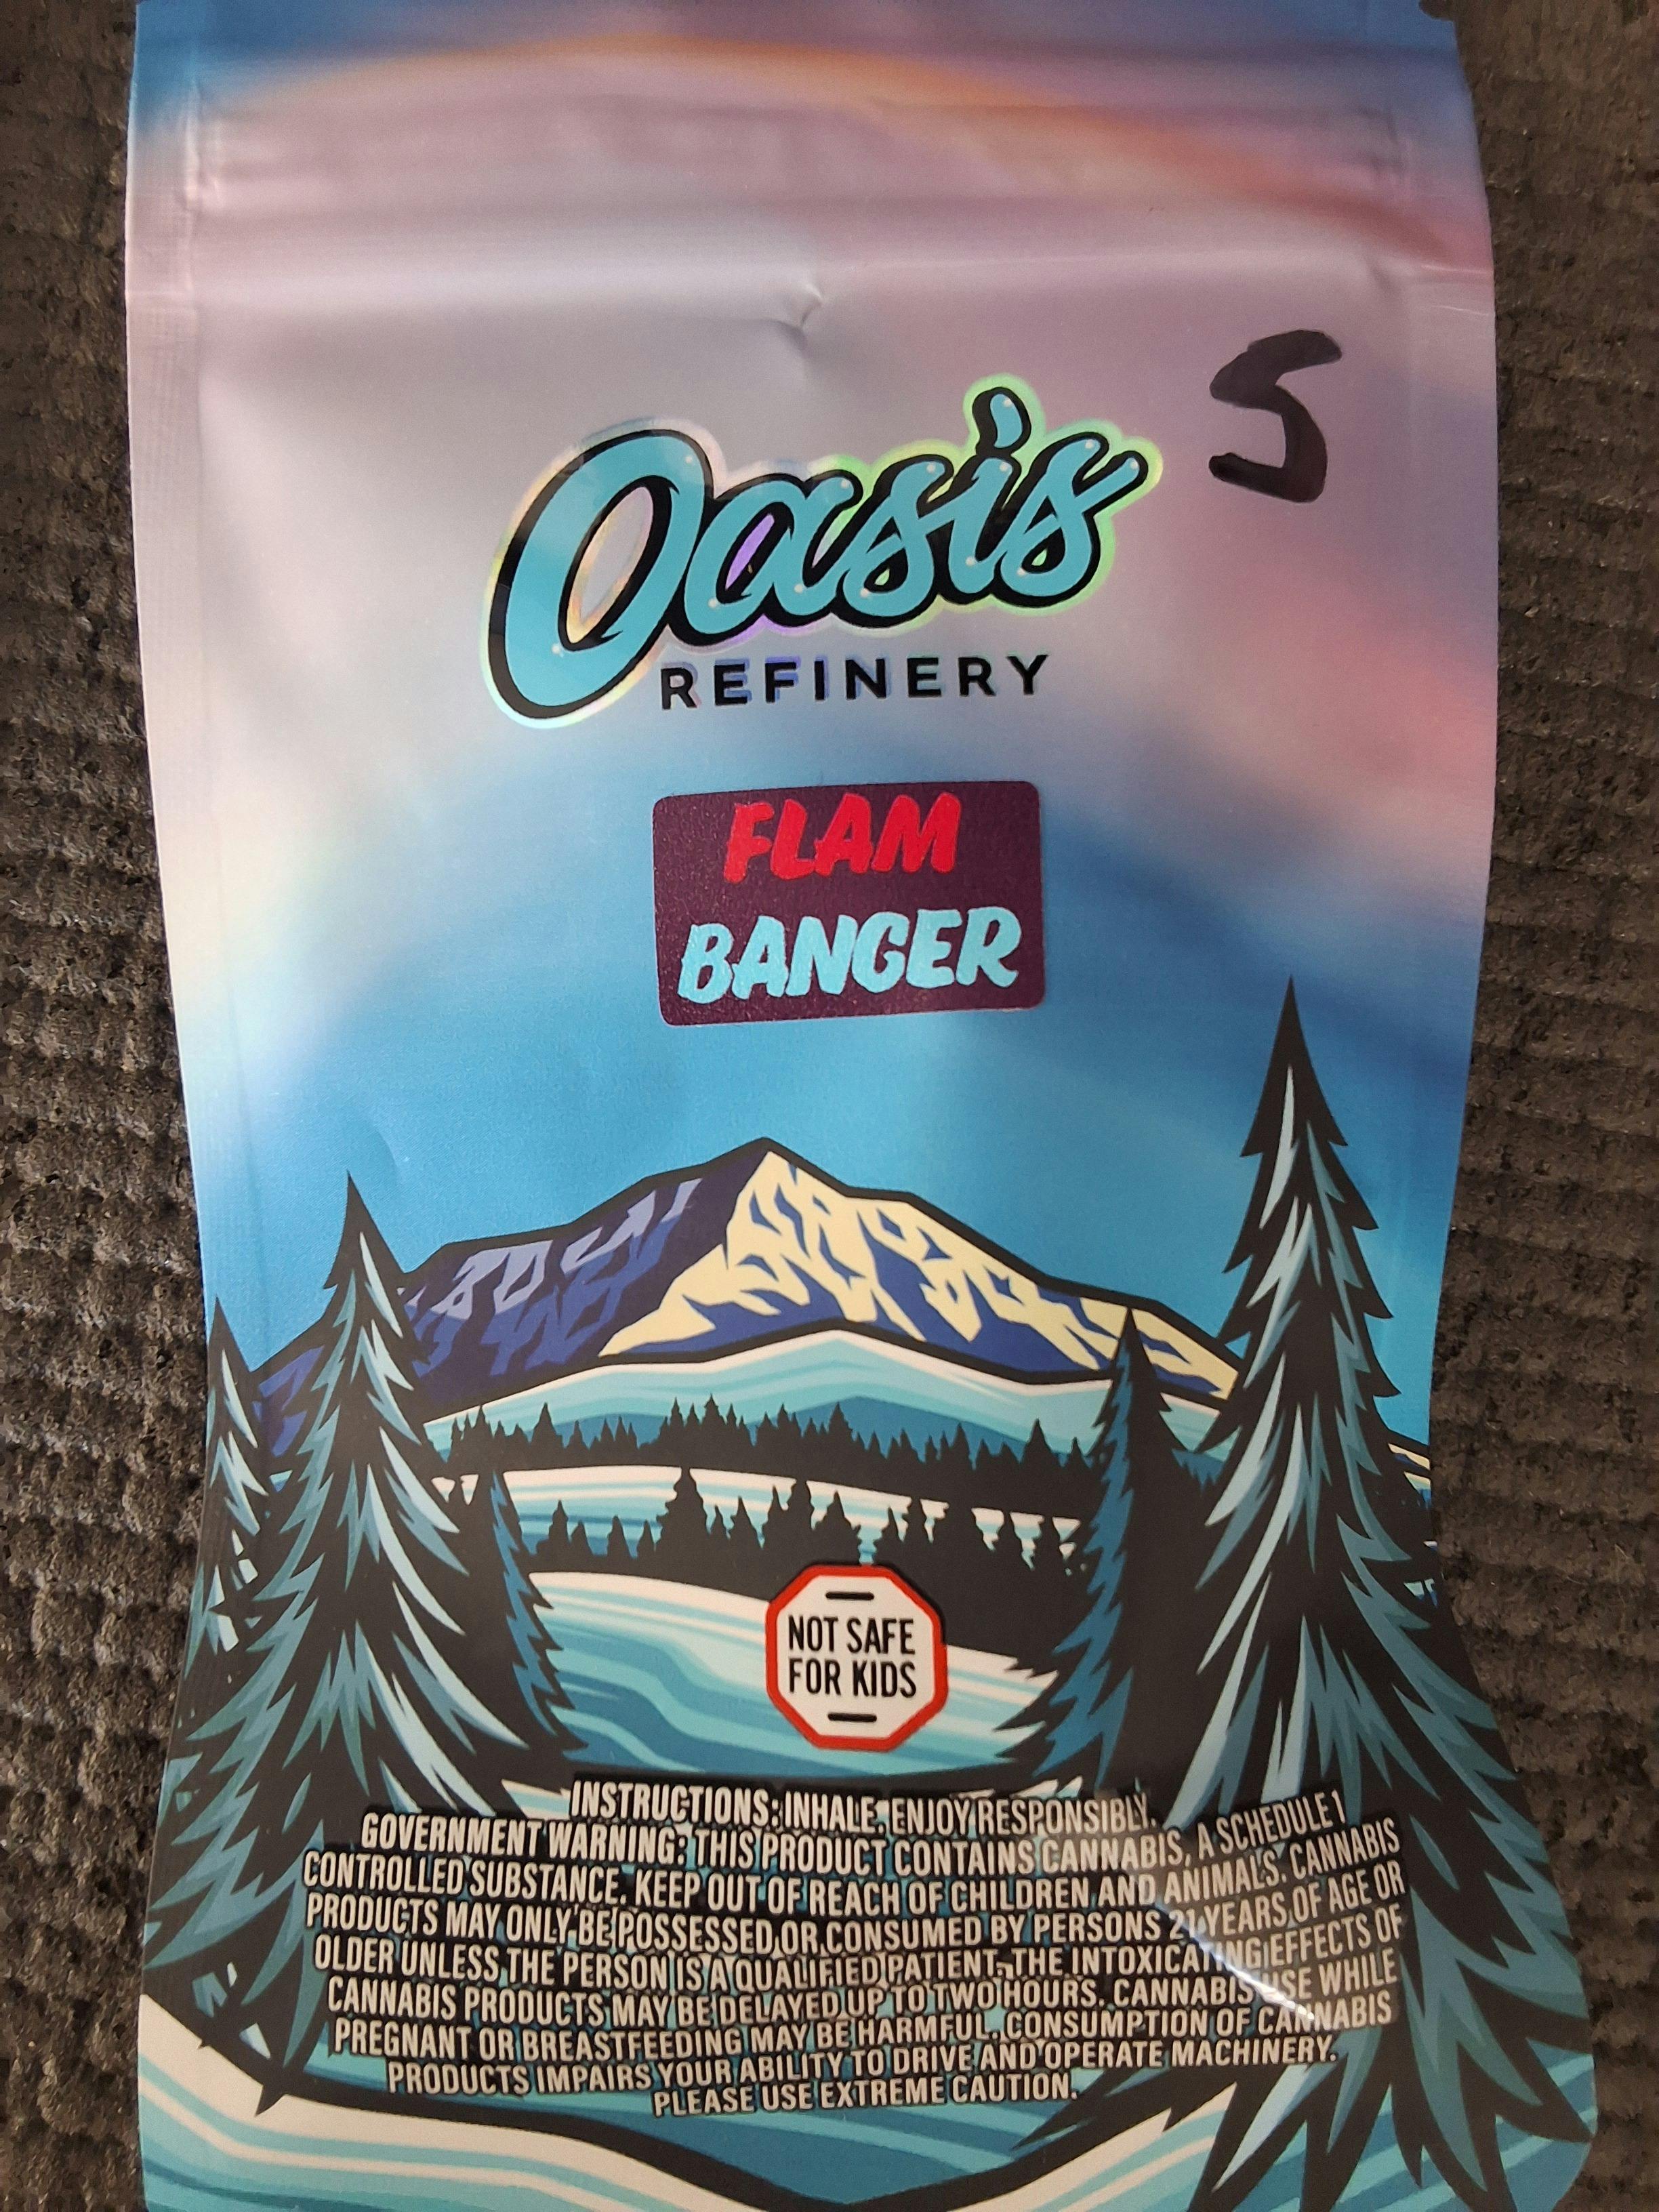 S
Oasis
REFINERY
FLAM
BANGER
NOT SAFE
FOR KIDS
INSTRUCTIONS: INHALE, ENJOY RESPONSIBLY.
GOVERNMENT WARNING: THIS PRODUCT CONTAINS CANNABIS, A SCHEDULE 1
CONTROLLED SUBSTANCE. KEEP OUT OF REACH OF CHILDREN AND ANIMALS. CANNABIS
PRODUCTS MAY ONLY BE POSSESSED OR CONSUMED BY PERSONS 21 YEARS OF AGE OR
OLDER UNLESS THE PERSON IS A QUALIFIED PATIENT. THE INTOXICATING EFFECTS OF
CANNABIS PRODUCTS MAY BE DELAYED UP TO TWO HOURS. CANNABIS USE WHILE
PREGNANT OR BREASTFEEDING MAY BE HARMFUL. CONSUMPTION OF CANNABIS
PRODUCTS IMPAIRS YOUR ABILITY TO DRIVE AND OPERATE MACHINERY.
PLEASE USE EXTREME CAUTION.